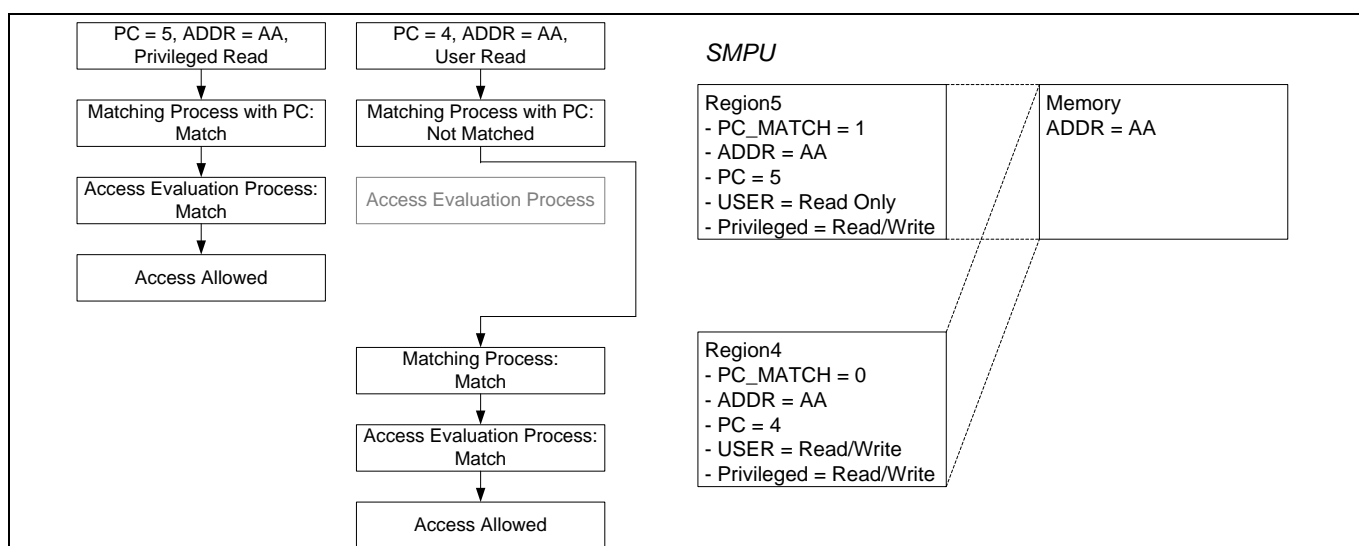 PC = 5, ADDR = AA,
Privileged Read
Matching Process with PC:
Match
Access Evaluation Process:
Match
Access Allowed
PC = 4, ADDR = AA,
User Read
Matching Process with PC:
Not Matched
Access Evaluation Process
Matching Process:
Match
Access Evaluation Process:
Match
Access Allowed
SMPU
Region5
- PC_MATCH = 1
- ADDR = AA
- PC = 5
- USER = Read Only
- Privileged = Read/Write
Memory
ADDR = AA
Region4
- PC_MATCH = 0
- ADDR = AA
- PC = 4
- USER = Read/Write
- Privileged = Read/Write